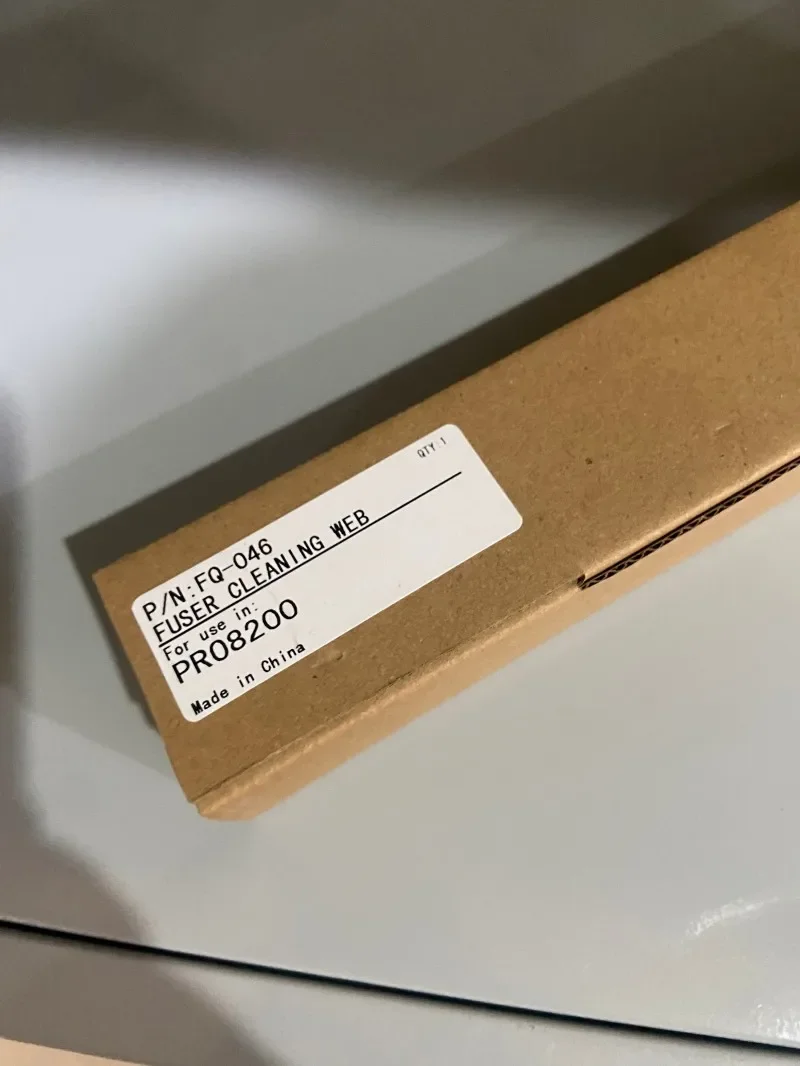 QTY:1
P/N:FQ-046
FUSER CLEANING WEB
For use in:
PRO8200
Made in China